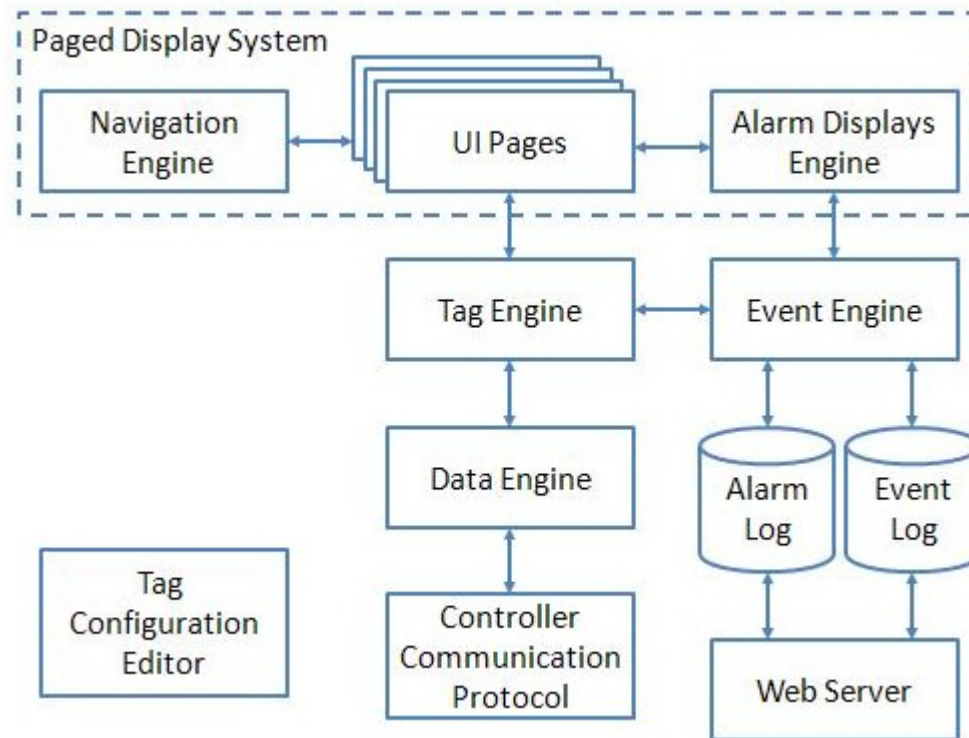 Paged Display System
Navigation
Engine
UI Pages
Alarm Displays
Engine
Tag Engine
Event Engine
Data Engine
Alarm
Log
Event
Log
Tag
Configuration
Editor
Controller
Communication
Protocol
Web Server